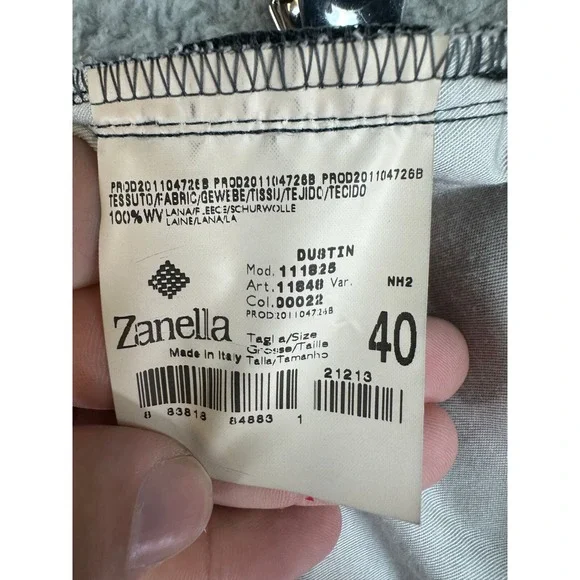 PROD201104726B PROD201104726B PROD201104726B
TESSUTO/FABRIC/GEWEBE/TISSU/TEJIDO/TECIDO
100% WV LANA/FLEECE/SCHURWOLLE
LAINE/LANA/LA
DUSTIN
Mod. 111825
Art. 11848 Var. NH2
Col. 00022
PROD201104726B
Zanella
Made in Italy
Taglia/Size
Grosse/Taille
Talla/Tamanho
40
21213
8 83818 84883 1